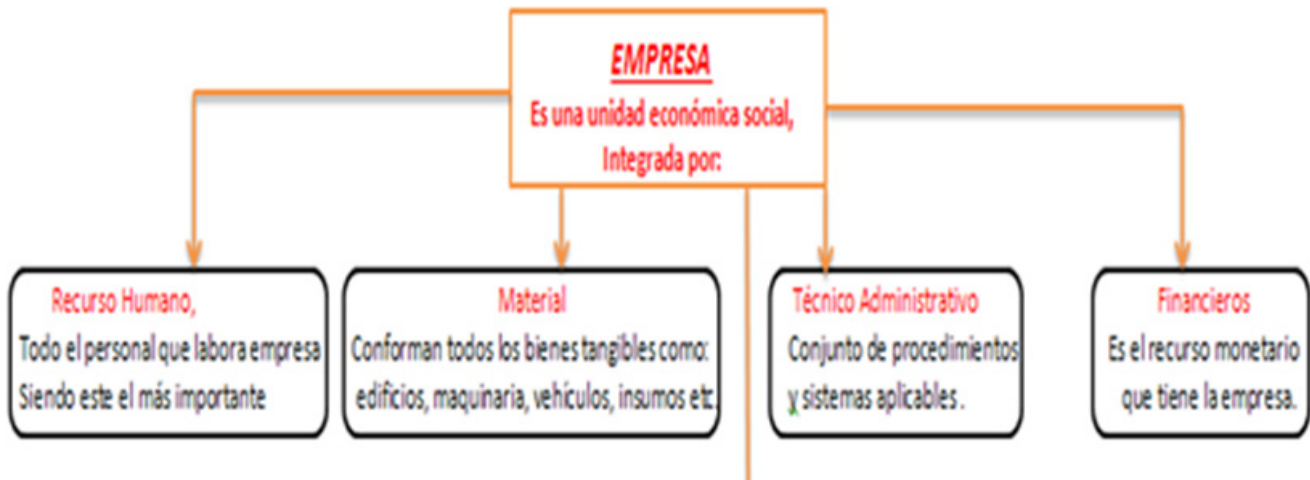 EMPRESA
Es una unidad económica social,
Integrada por:
Recurso Humano,
Todo el personal que labora empresa
Siendo este el más importante
Material
Conforman todos los bienes tangibles como:
edificios, maquinaria, vehículos, insumos etc.
Técnico Administrativo
Conjunto de procedimientos
y sistemas aplicables .
Financieros
Es el recurso monetario
que tiene la empresa.